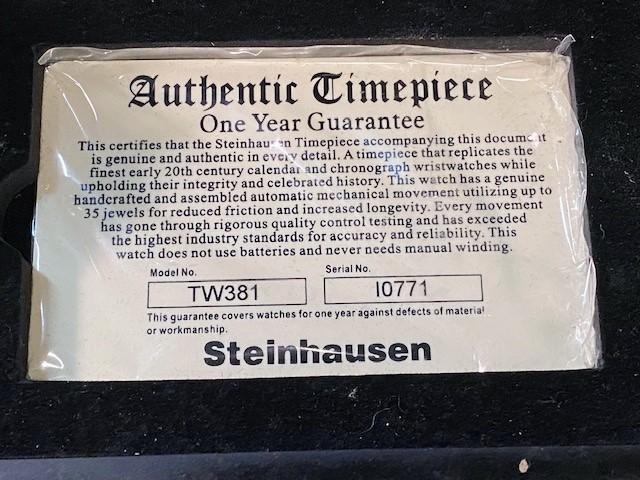 Authentic Timepiece
One Year Guarantee
This certifies that the Steinhausen Timepiece accompanying this document
is genuine and authentic in every detail. A timepiece that replicates the
finest early 20th century calendar and chronograph wristwatches while
upholding their integrity and celebrated history. This watch has a genuine
handcrafted and assembled automatic mechanical movement utilizing up to
35 jewels for reduced friction and increased longevity. Every movement
has gone through rigorous quality control testing and has exceeded
the highest industry standards for accuracy and reliability. This
watch does not use batteries and never needs manual winding.
Model No. Serial No.
TW381 I0771
This guarantee covers watches for one year against defects of material
or workmanship.
Steinhausen